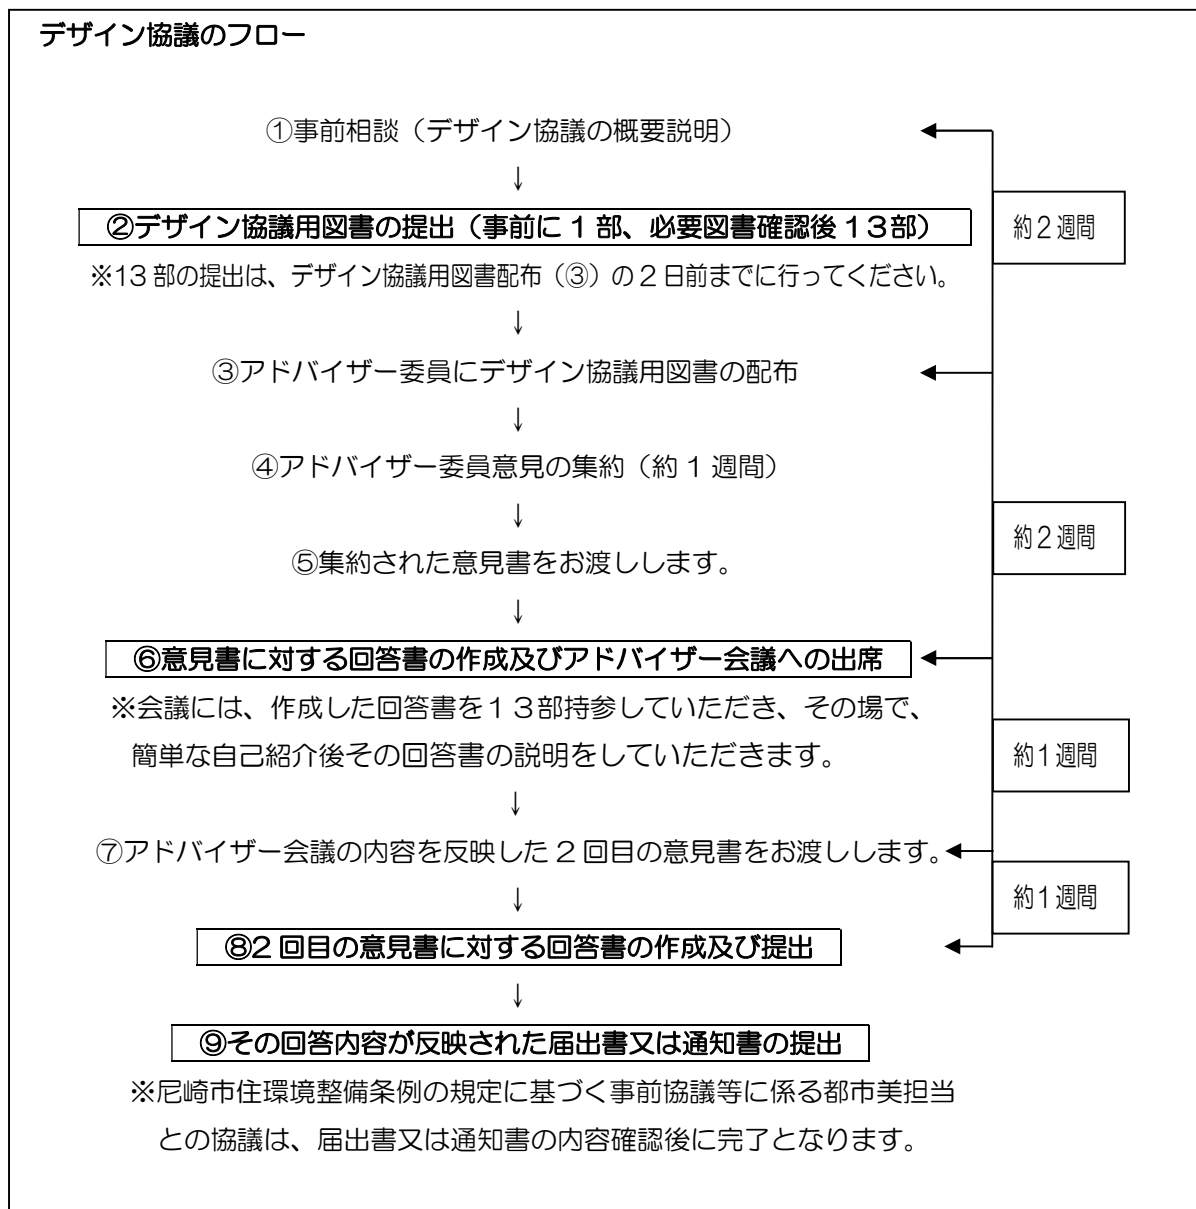 デザイン協議のフロー
①事前相談（デザイン協議の概要説明）
↓
②デザイン協議用図書の提出（事前に１部、必要図書確認後１３部）
約２週間
※13 部の提出は、デザイン協議用図書配布（③）の２日前までに行ってください。
↓
③アドバイザー委員にデザイン協議用図書の配布
↓
④アドバイザー委員意見の集約（約 1 週間）
↓
約２週間
⑤集約された意見書をお渡しします。
↓
⑥意見書に対する回答書の作成及びアドバイザー会議への出席
※会議には、作成した回答書を１３部持参していただき、その場で、
簡単な自己紹介後その回答書の説明をしていただきます。
約１週間
↓
⑦アドバイザー会議の内容を反映した 2 回目の意見書をお渡しします。
↓
約１週間
⑧2 回目の意見書に対する回答書の作成及び提出
↓
⑨その回答内容が反映された届出書又は通知書の提出
※尼崎市住環境整備条例の規定に基づく事前協議等に係る都市美担当
との協議は、届出書又は通知書の内容確認後に完了となります。